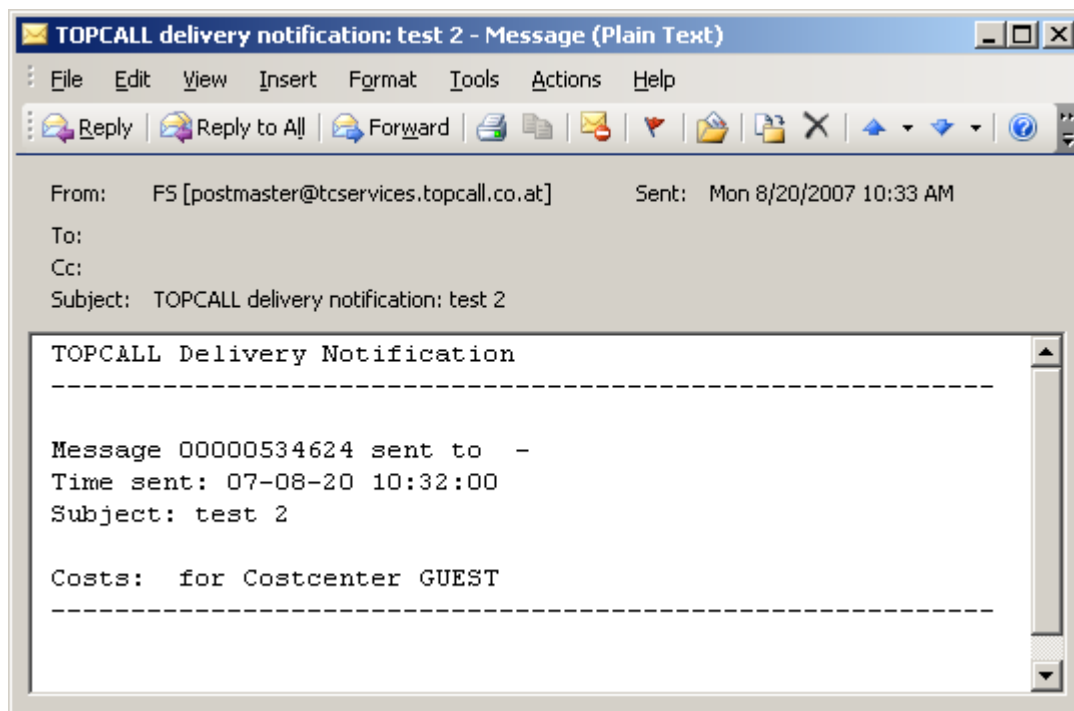 TOPCALL delivery notification: test 2 - Message (Plain Text)
File Edit View Insert Format Tools Actions Help
Reply Reply to All Forward
From: FS [postmaster@tcservices.topcall.co.at] Sent: Mon 8/20/2007 10:33 AM
To:
Cc:
Subject: TOPCALL delivery notification: test 2
TOPCALL Delivery Notification
-----------------------------------------------------------
Message 00000534624 sent to  -
Time sent: 07-08-20 10:32:00
Subject: test 2
Costs:  for Costcenter GUEST
-----------------------------------------------------------